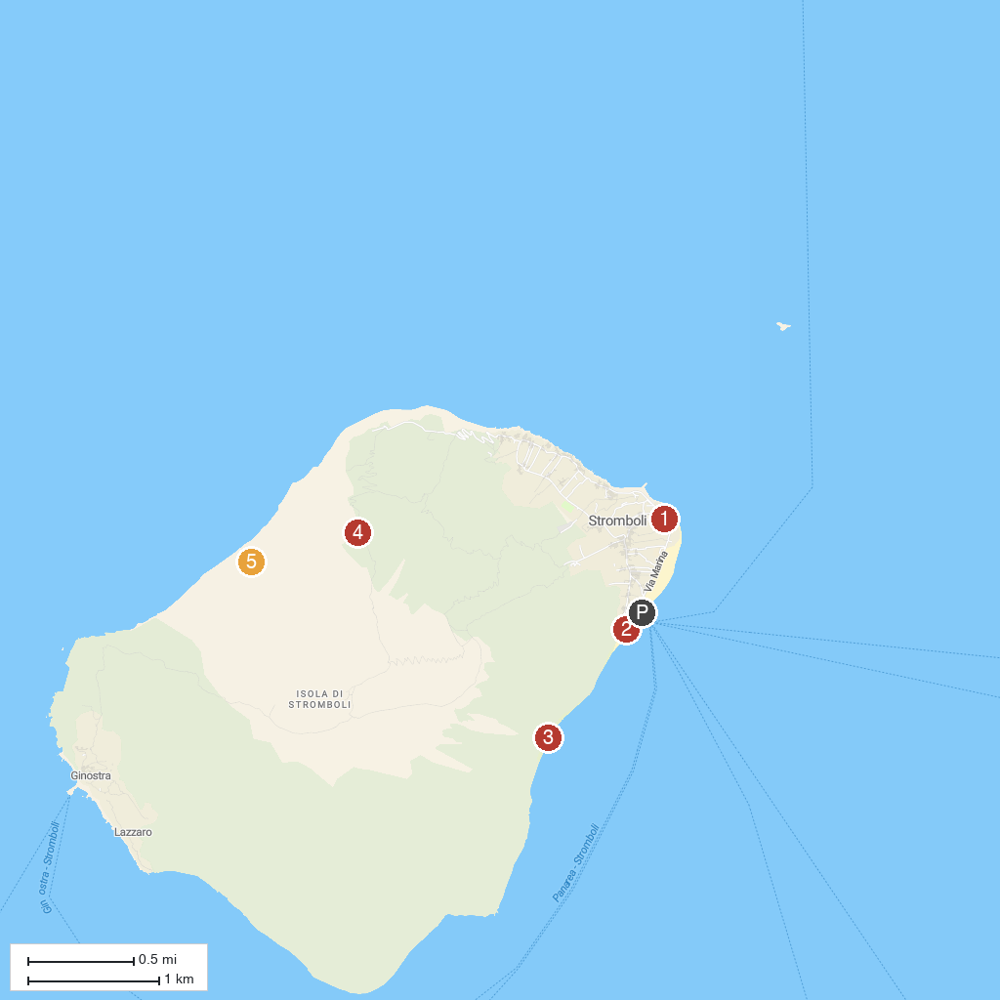 4
1
Stromboli
5
Via Marina
P
2
ISOLA DI
STROMBOLI
3
Ginostra
Lazzaro
Panarea - Stromboli
Gin ostra - Stromboli
0.5 mi
1 km